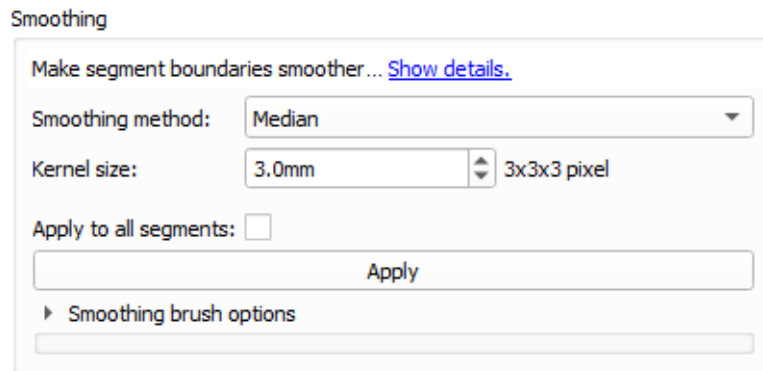 Smoothing
Make segment boundaries smoother... Show details.
Smoothing method: Median
Kernel size: 3.0mm 3x3x3 pixel
Apply to all segments:
Apply
Smoothing brush options